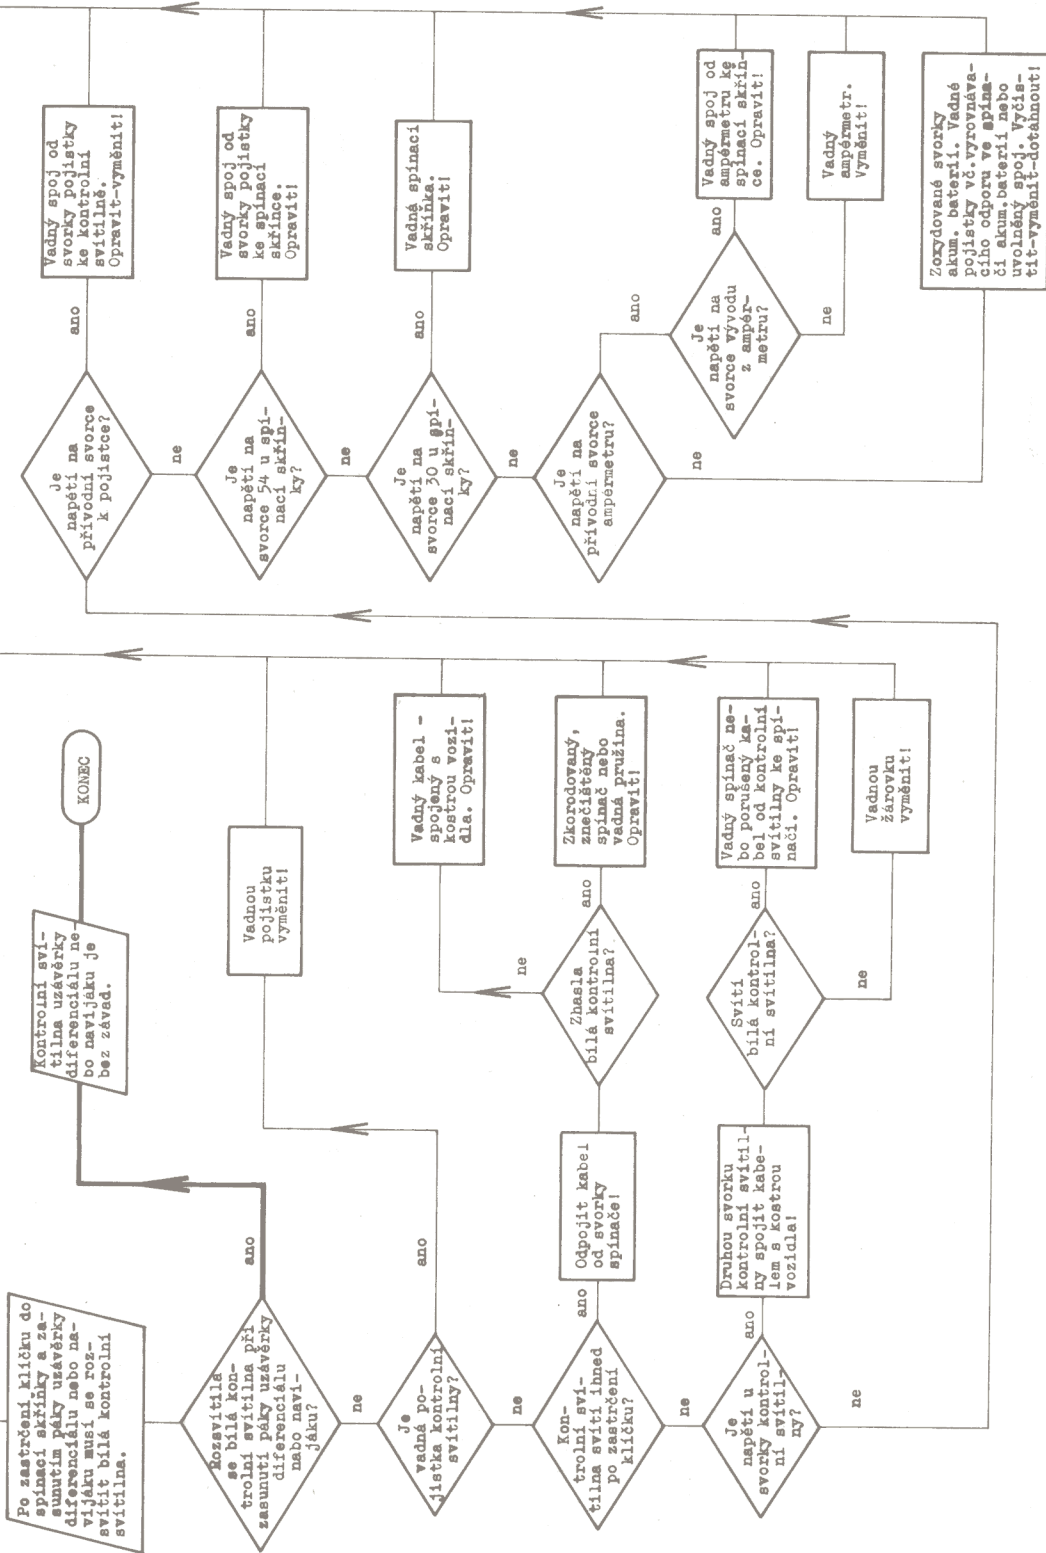 Po zastrčení klíčku do
spínací skřínky a za-
sunutím páky uzávěrky
diferenciálu nebo na-
vijáku musí se roz-
svítit bílá kontrolní
svítilna.
Rozsvítila
se bílá kon-
trolní svítilna při
zasunutí páky uzávěrky
diferenciálu
nabo navi-
jáku?
ano
Kontrolní sví-
tilna uzávěrky
diferenciálu ne-
bo navijáku je
bez závad.
KONEC
ne
Je
vadná po-
jistka kontrolní
svítilny?
ano
Vadnou
pojistku
vyměnit!
ne
Kon-
trolní sví-
tilna svítí ihned
po zastrčení
klíčku?
ano
Odpojit kabel
od svorky
spínače!
Zhasla
bílá kontrolní
svítilna?
ne
Vadný kabel -
spojený s
kostrou vozi-
dla. Opravit!
ano
Zkorodovaný,
znečištěný
spínač nebo
vadná pružina.
Opravit!
ne
Je
napětí u
svorky kontrol-
ní svítil-
ny?
ano
Druhou svorku
kontrolní svítil-
ny spojit kabe-
lem s kostrou
vozidla!
Svítí
bílá kontrol-
ní svítilna?
ano
Vadný spínač ne-
bo porušený ka-
bel od kontrolní
svítilny ke spí-
nači. Opravit!
ne
Vadnou
žárovku
vyměnit!
ne
Je
napětí na
přívodní svorce
k pojistce?
ano
Vadný spoj od
svorky pojistky
ke kontrolní
svítilně.
Opravit-vyměnit!
ne
Je
napětí na
svorce 54 u spí-
nací skřín-
ky?
ano
Vadný spoj od
svorky pojistky
ke spínací
skřínce.
Opravit!
ne
Je
napětí na
svorce 30 u spí-
nací skřín-
ky?
ano
Vadná spínací
skřínka.
Opravit!
ne
Je
napětí na
přívodní svorce
ampérmetru?
ano
Je
napětí na
svorce vývodu
z ampér-
metru?
ano
Vadný spoj od
ampérmetru ke
spínací skřín-
ce. Opravit!
ne
Vadný
ampérmetr.
Vyměnit!
ne
Zoxydované svorky
akum. baterií. Vadné
pojistky vč.vyrovnáva-
cího odporu ve spína-
či akum.baterií nebo
uvolněný spoj. Vyčis-
tit-vyměnit-dotáhnout!